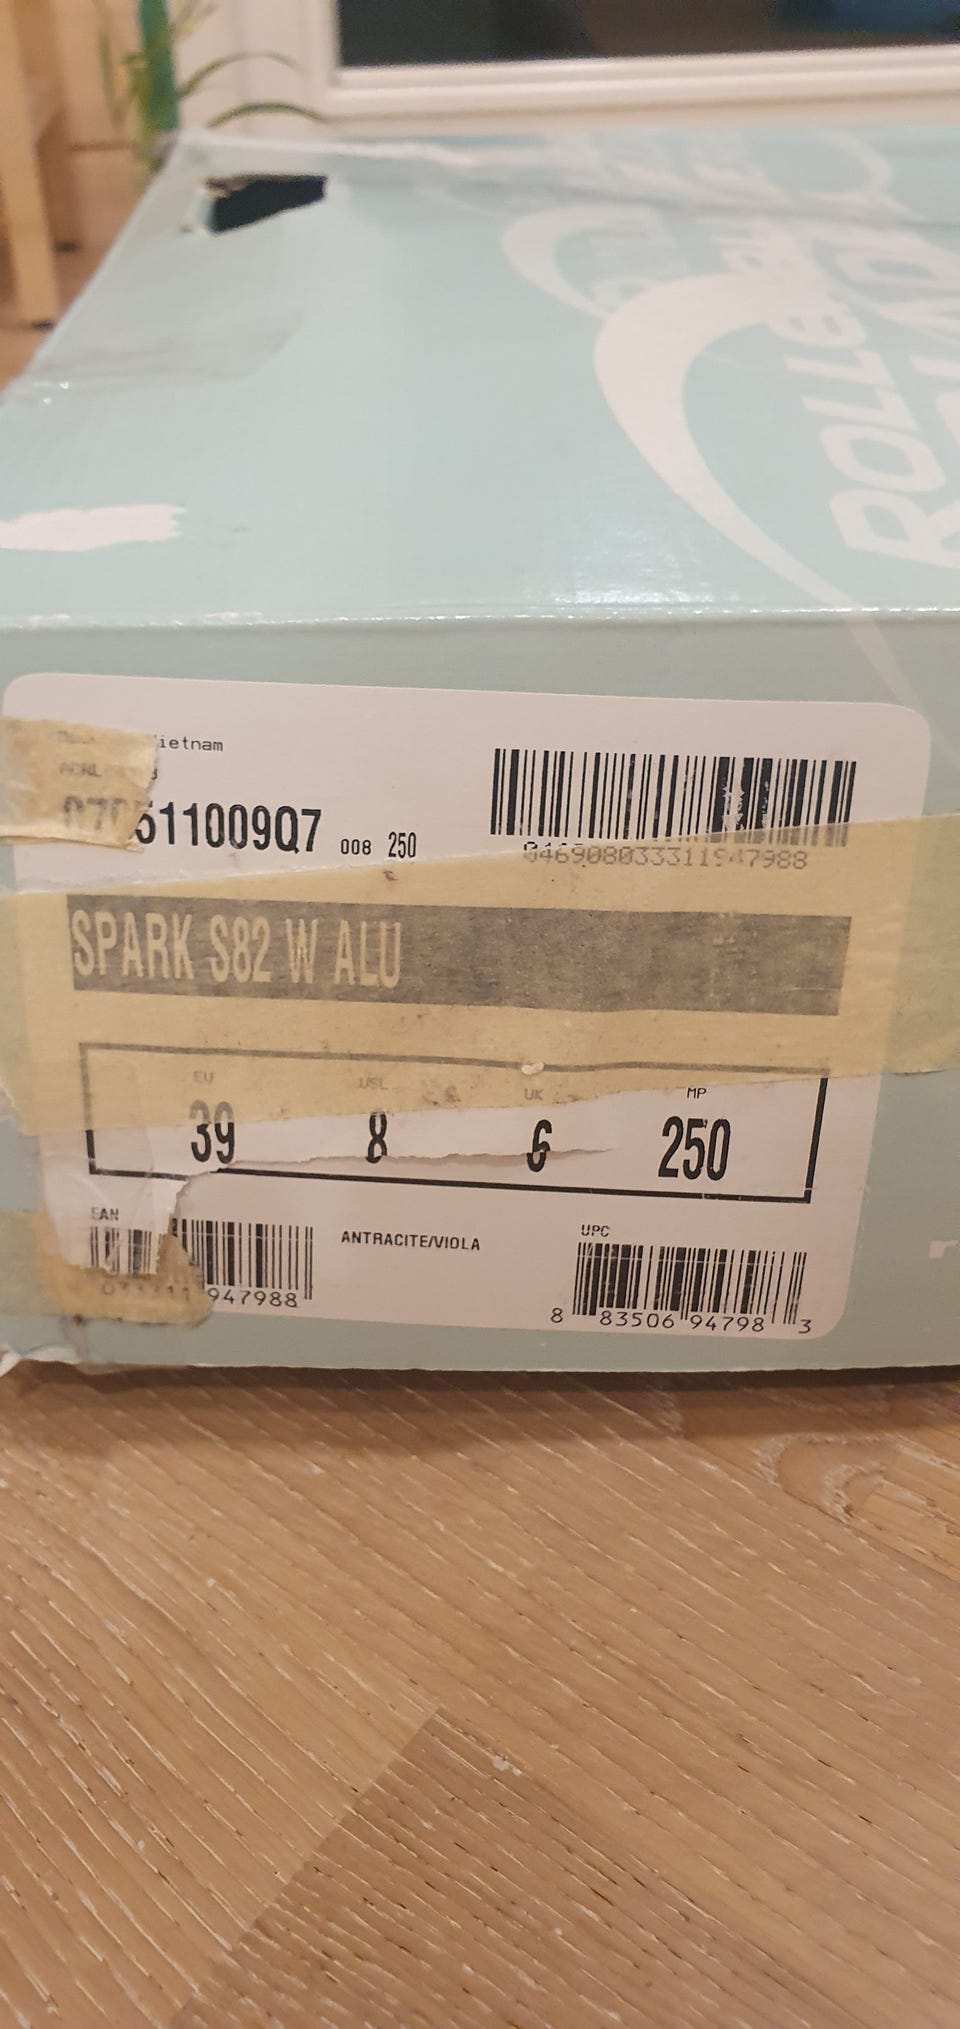 ROLLERBLADE
Vietnam
511009Q7 008 250
046908033311947988
SPARK S82 W ALU
EU USL UK MP
39 8 6 250
EAN ANTRACITE/VIOLA UPC
947988 8 83506 94798 3